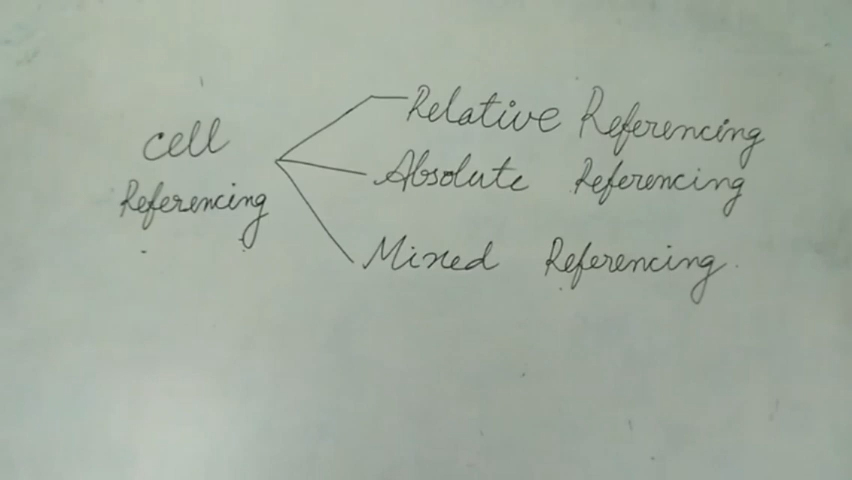 cell
Referencing
Relative Referencing
Absolute Referencing
Mixed Referencing.